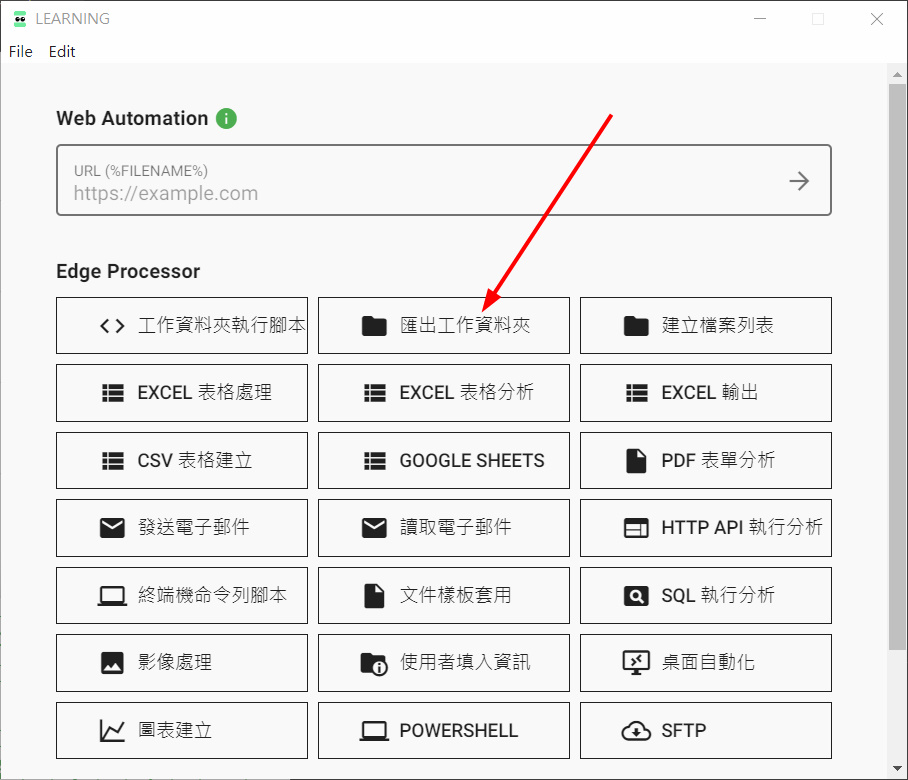 LEARNING
File Edit
Web Automation
URL (%FILENAME%)
https://example.com
Edge Processor
工作資料夾執行腳本
匯出工作資料夾
建立檔案列表
EXCEL 表格處理
EXCEL 表格分析
EXCEL 輸出
CSV 表格建立
GOOGLE SHEETS
PDF 表單分析
發送電子郵件
讀取電子郵件
HTTP API 執行分析
終端機命令列腳本
文件樣板套用
SQL 執行分析
影像處理
使用者填入資訊
桌面自動化
圖表建立
POWERSHELL
SFTP